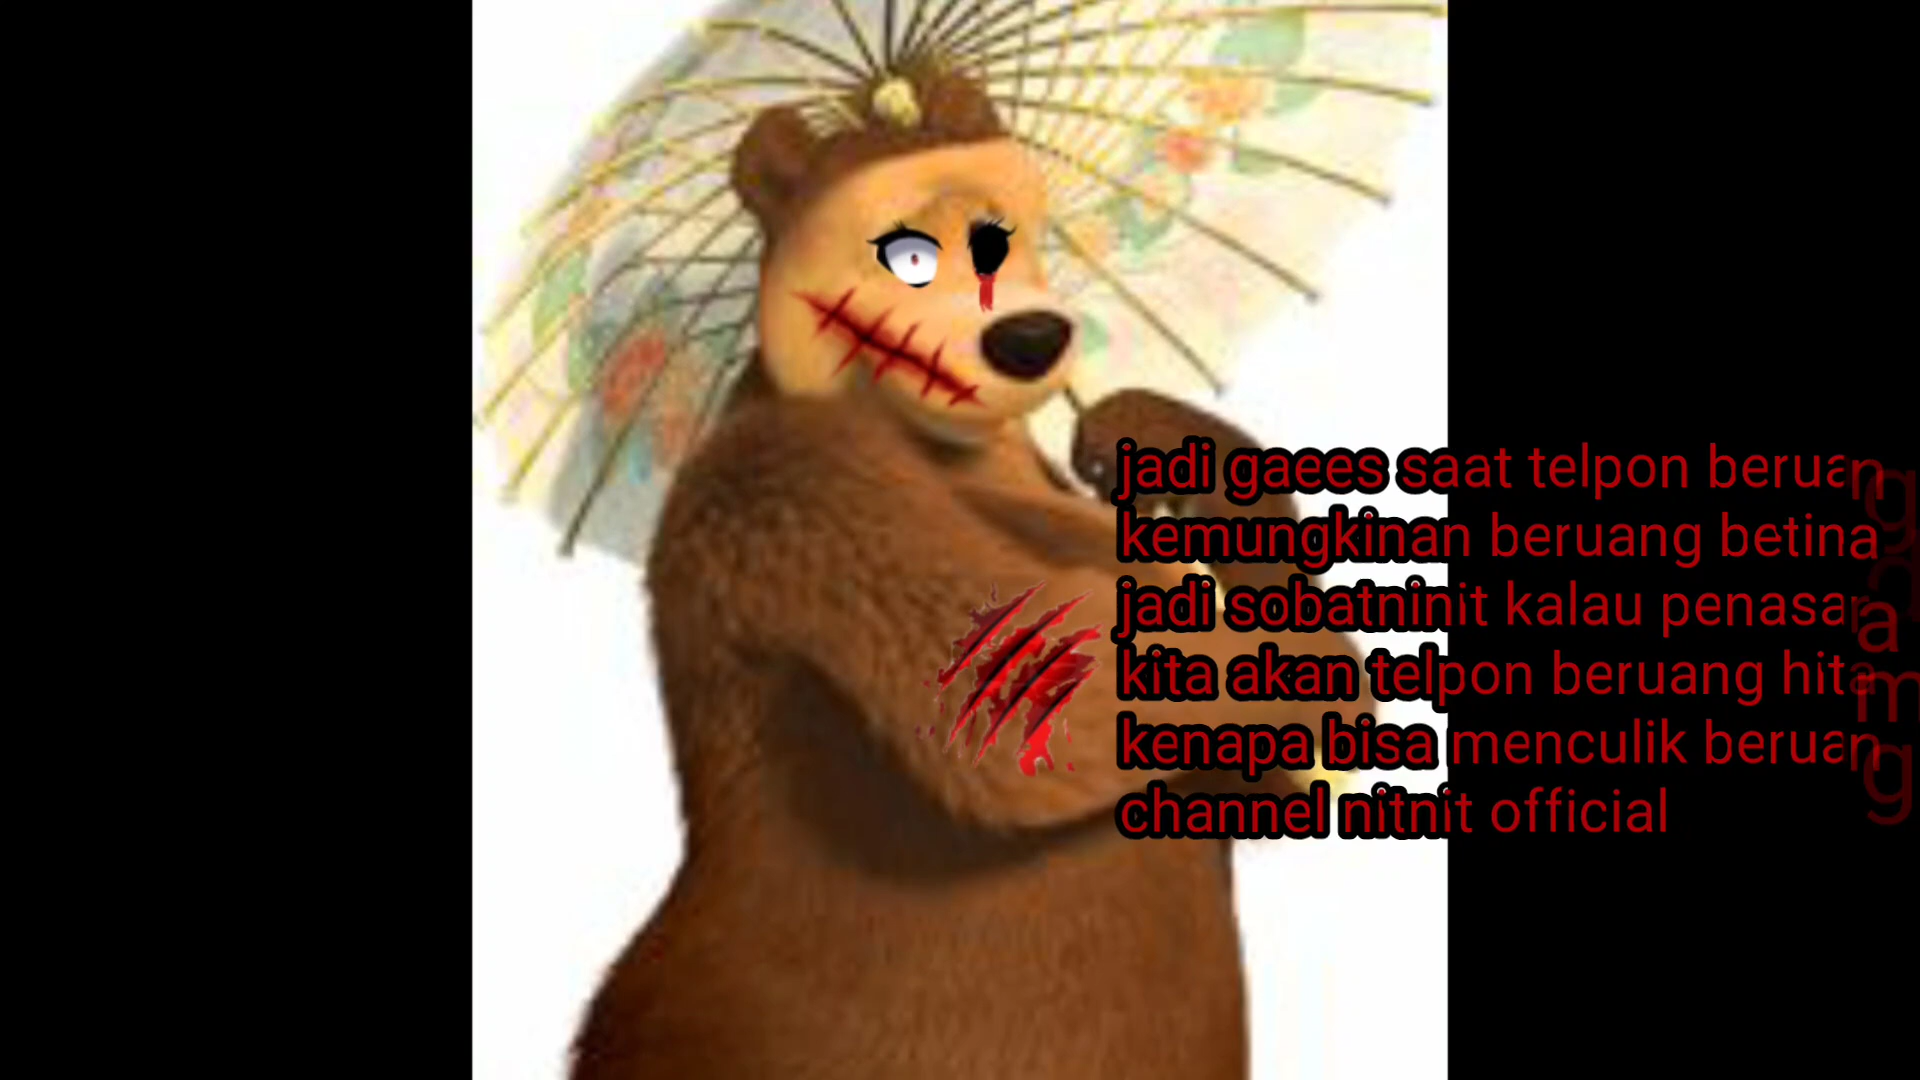 jadi gaees saat telpon beruang
kemungkinan beruang betina
jadi sobatninit kalau penasaran
kita akan telpon beruang hitam
kenapa bisa menculik beruang
channel nitnit official